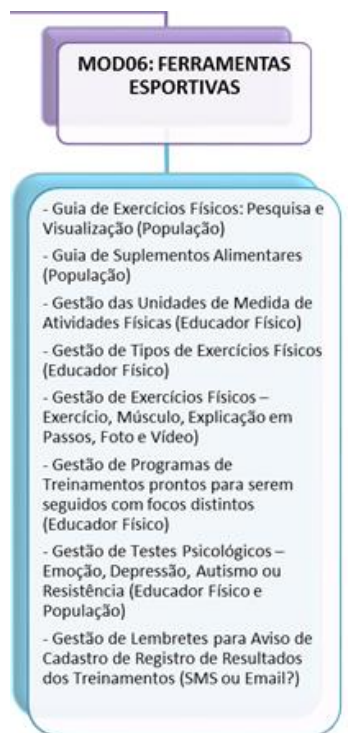 MOD06: FERRAMENTAS
ESPORTIVAS
- Guia de Exercícios Físicos: Pesquisa e
Visualização (População)
- Guia de Suplementos Alimentares
(População)
- Gestão das Unidades de Medida de
Atividades Físicas (Educador Físico)
- Gestão de Tipos de Exercícios Físicos
(Educador Físico)
- Gestão de Exercícios Físicos –
Exercício, Músculo, Explicação em
Passos, Foto e Vídeo)
- Gestão de Programas de
Treinamentos prontos para serem
seguidos com focos distintos
(Educador Físico)
- Gestão de Testes Psicológicos –
Emoção, Depressão, Autismo ou
Resistência (Educador Físico e
População)
- Gestão de Lembretes para Aviso de
Cadastro de Registro de Resultados
dos Treinamentos (SMS ou Email?)